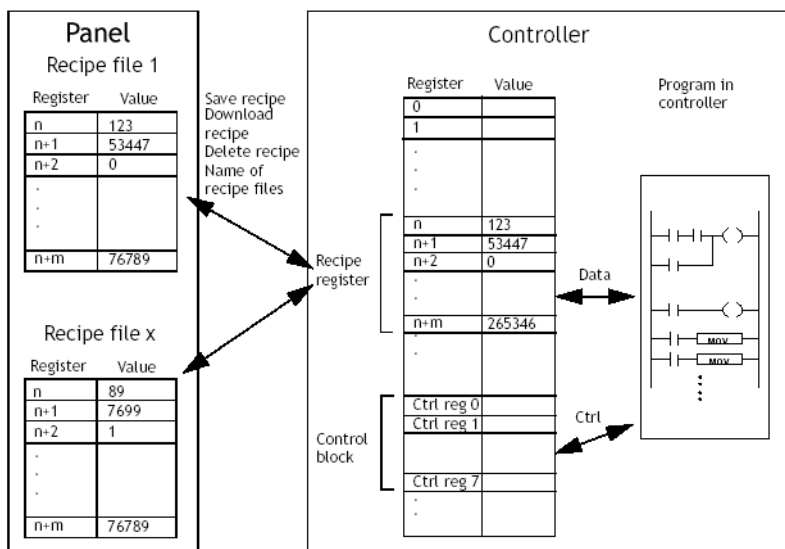 Panel
Recipe file 1
Register Value
n 123
n+1 53447
n+2 0
.
.
.
n+m 76789
Recipe file x
Register Value
n 89
n+1 7699
n+2 1
.
.
.
n+m 76789
Save recipe
Download
recipe
Delete recipe
Name of
recipe files
Controller
Register Value
0
1
.
.
.
.
n 123
n+1 53447
n+2 0
.
.
n+m 265346
.
.
Ctrl reg 0
Ctrl reg 1
Ctrl reg 7
.
.
Recipe
register
Control
block
Data
Ctrl
Program in
controller
MOV
MOV